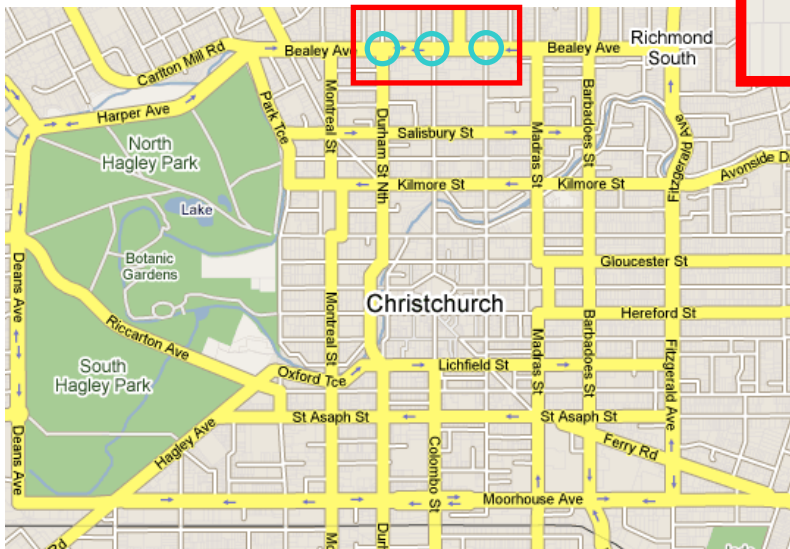 Richmond
South
Bealey Ave
Bealey Ave
Carlton Mill Rd
Harper Ave
Park Tce
Montreal St
Durham St Nth
Salisbury St
Madras St
Barbadoes St
Fitzgerald Ave
Avonside D
North
Hagley Park
Kilmore St
Kilmore St
Lake
Deans Ave
Botanic
Gardens
Gloucester St
Christchurch
Hereford St
Riccarton Ave
Montreal St
Madras St
Barbadoes St
Fitzgerald Ave
South
Hagley Park
Oxford Tce
Lichfield St
St Asaph St
St Asaph St
Deans Ave
Hagley Ave
Colombo St
Ferry Rd
Moorhouse Ave
Rd
Mo
Durh